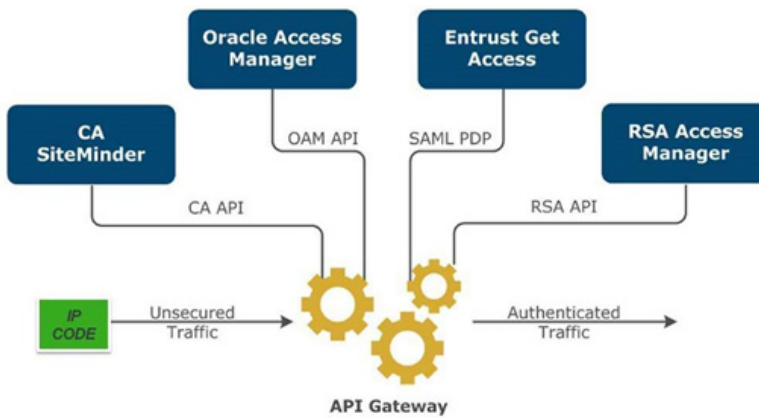 Oracle Access
Manager
Entrust Get
Access
CA
SiteMinder
RSA Access
Manager
OAM API
SAML PDP
CA API
RSA API
IP
CODE
Unsecured
Traffic
Authenticated
Traffic
API Gateway